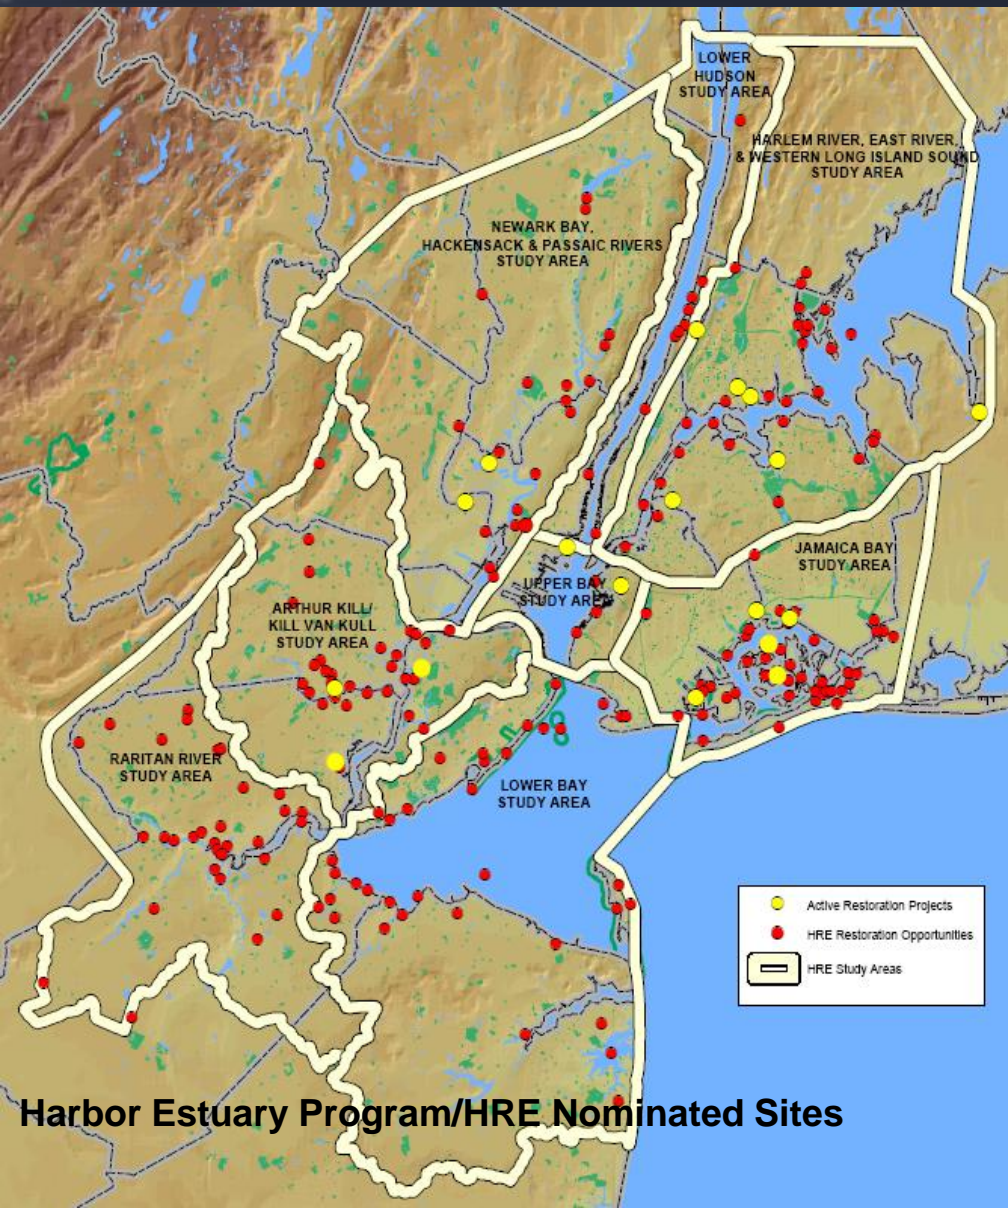 LOWER
HUDSON
STUDY AREA
HARLEM RIVER, EAST RIVER,
& WESTERN LONG ISLAND SOUND
STUDY AREA
NEWARK BAY,
HACKENSACK & PASSAIC RIVERS
STUDY AREA
JAMAICA BAY
STUDY AREA
UPPER BAY
STUDY AREA
ARTHUR KILL/
KILL VAN KULL
STUDY AREA
RARITAN RIVER
STUDY AREA
LOWER BAY
STUDY AREA
Active Restoration Projects
HRE Restoration Opportunities
HRE Study Areas
Harbor Estuary Program/HRE Nominated Sites